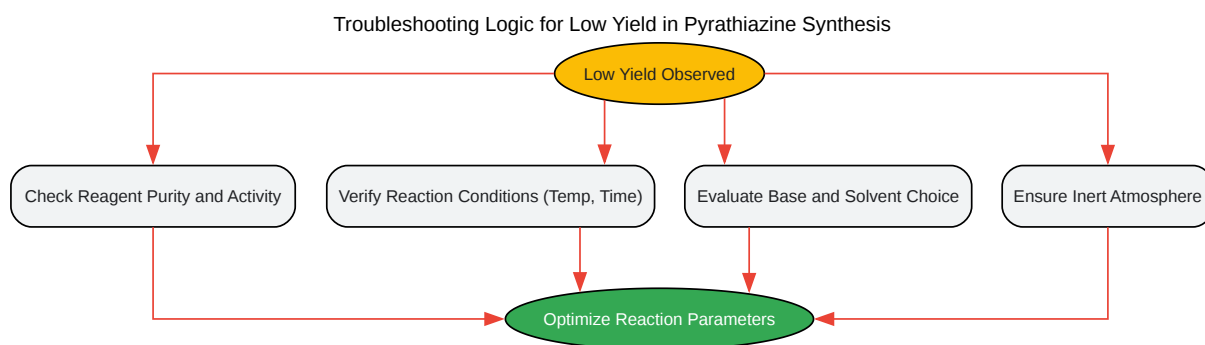 Troubleshooting Logic for Low Yield in Pyrathiazine Synthesis
Low Yield Observed
Check Reagent Purity and Activity
Verify Reaction Conditions (Temp, Time)
Evaluate Base and Solvent Choice
Ensure Inert Atmosphere
Optimize Reaction Parameters